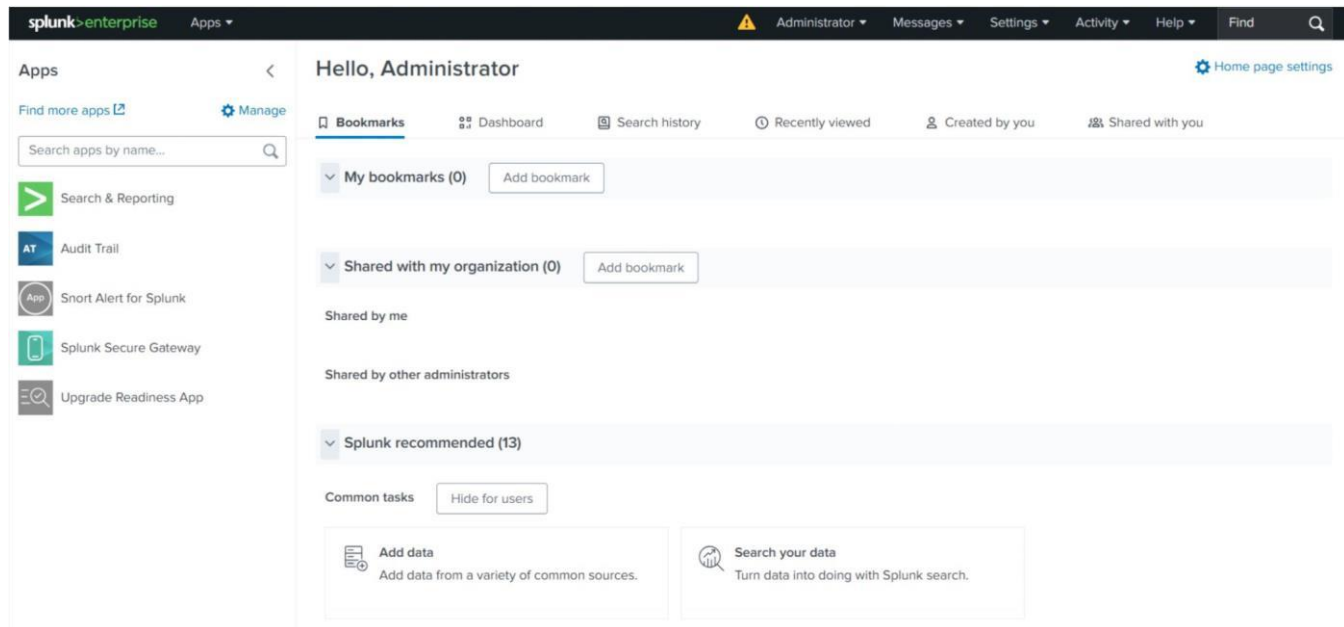 splunk>enterprise Apps Administrator Messages Settings Activity Help Find
Apps
Find more apps Manage
Search apps by name...
Search & Reporting
AT Audit Trail
App Snort Alert for Splunk
Splunk Secure Gateway
Upgrade Readiness App
Hello, Administrator
Home page settings
Bookmarks Dashboard Search history Recently viewed Created by you Shared with you
My bookmarks (0) Add bookmark
Shared with my organization (0) Add bookmark
Shared by me
Shared by other administrators
Splunk recommended (13)
Common tasks Hide for users
Add data
Add data from a variety of common sources.
Search your data
Turn data into doing with Splunk search.